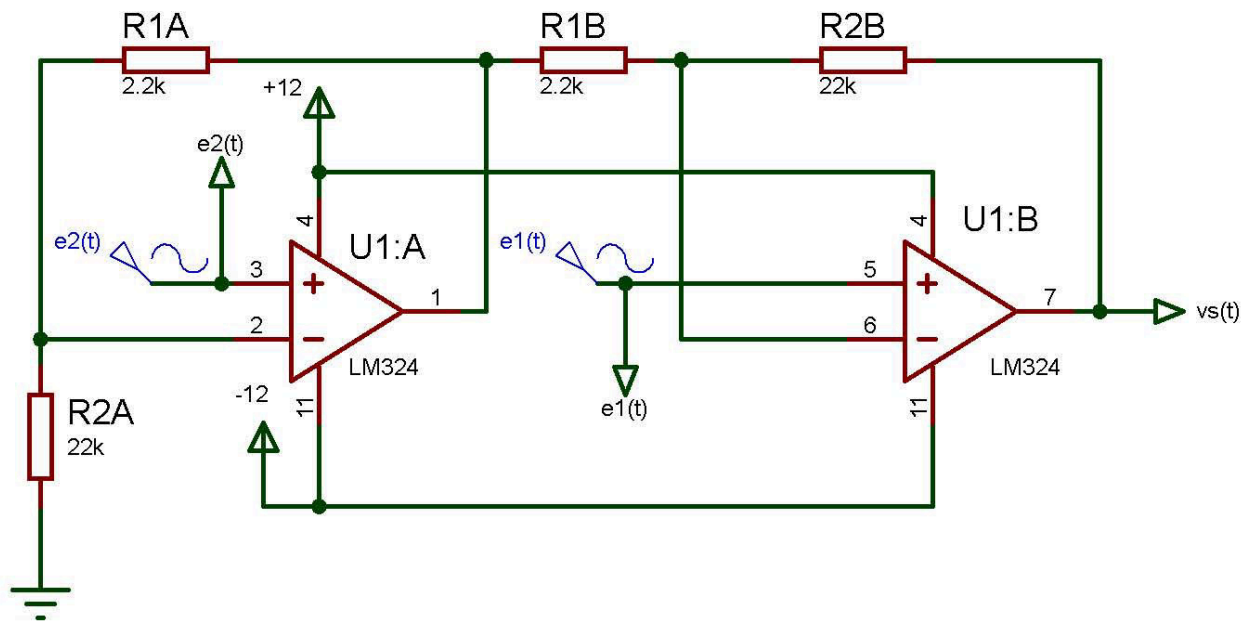 R1A
2.2k
R1B
2.2k
R2B
22k
+12
e2(t)
e2(t)
4
U1:A
3
+
1
2
−
LM324
-12
11
R2A
22k
e1(t)
e1(t)
4
U1:B
5
+
7
6
−
LM324
11
vs(t)